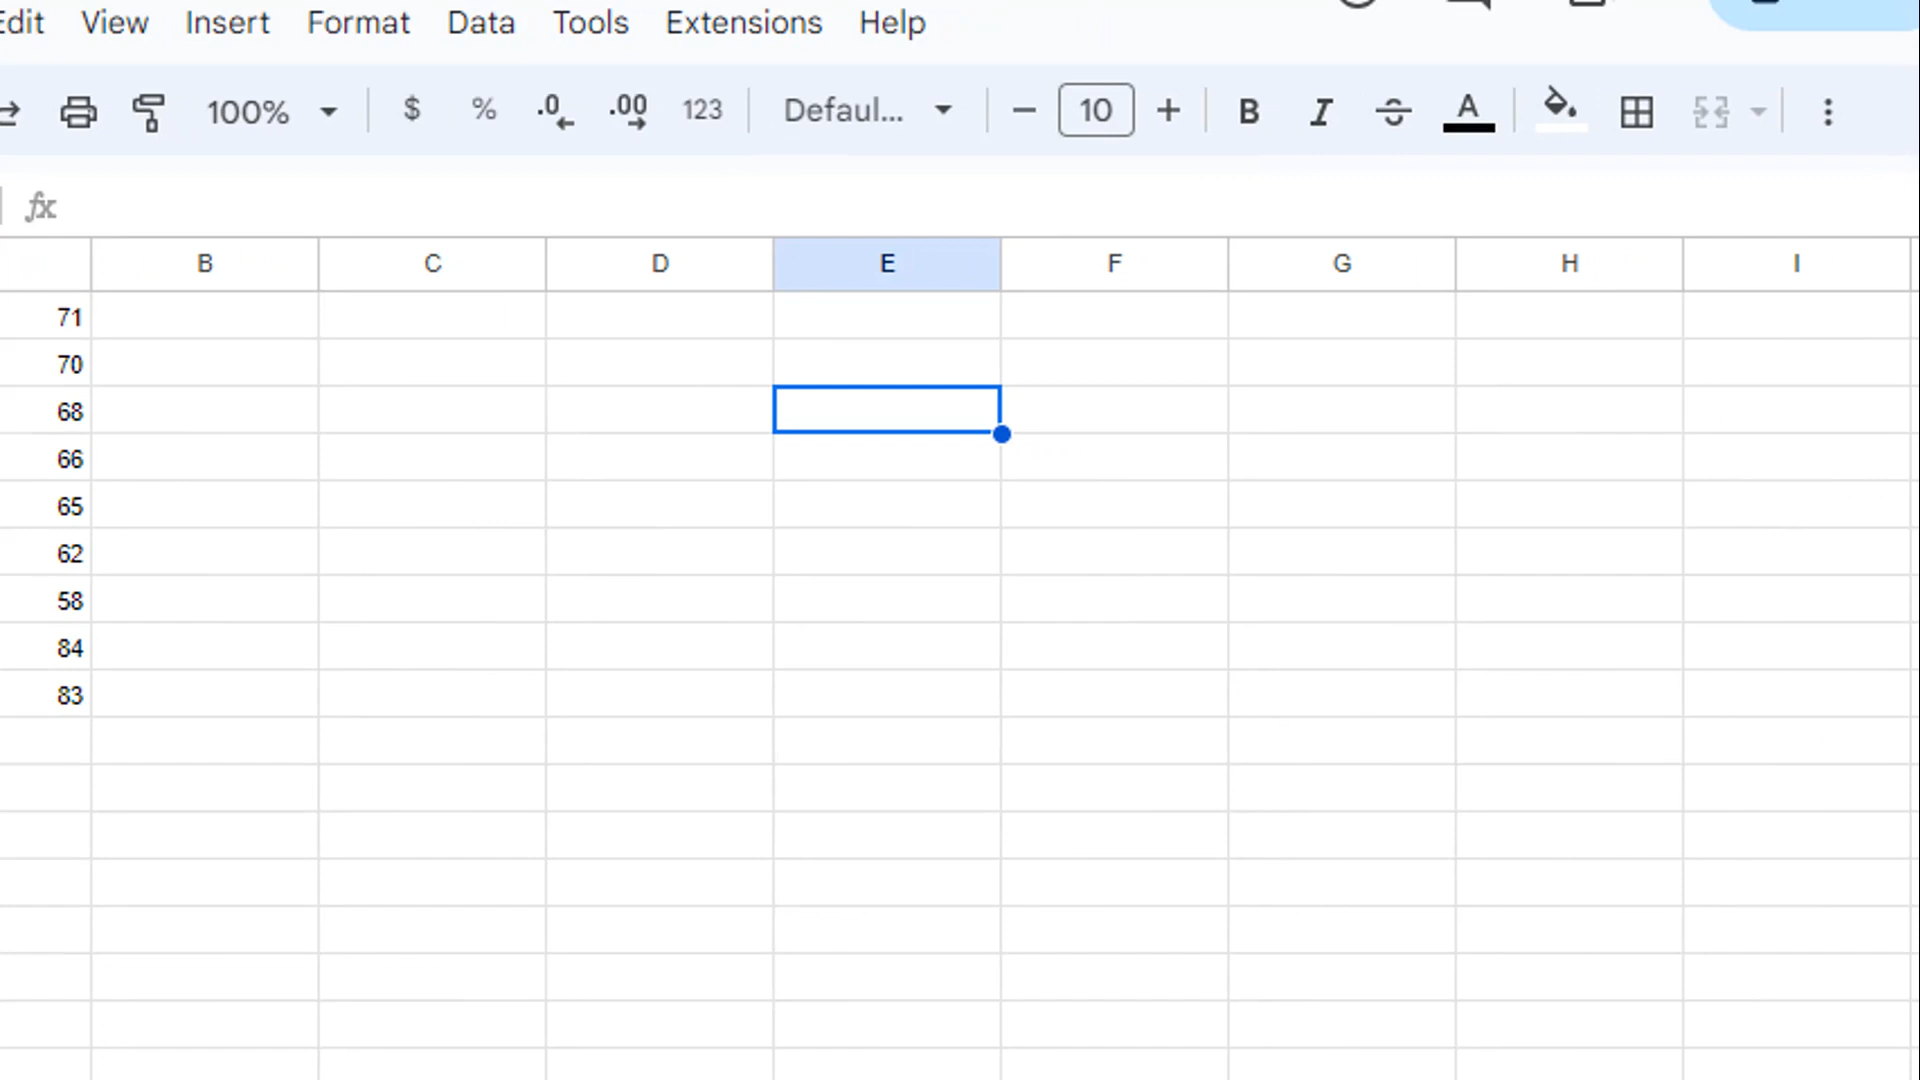 Edit View Insert Format Data Tools Extensions Help
100% $ % .0 .00 123 Defaul... − 10 + B I A
fx
B C D E F G H I
71
70
68
66
65
62
58
84
83